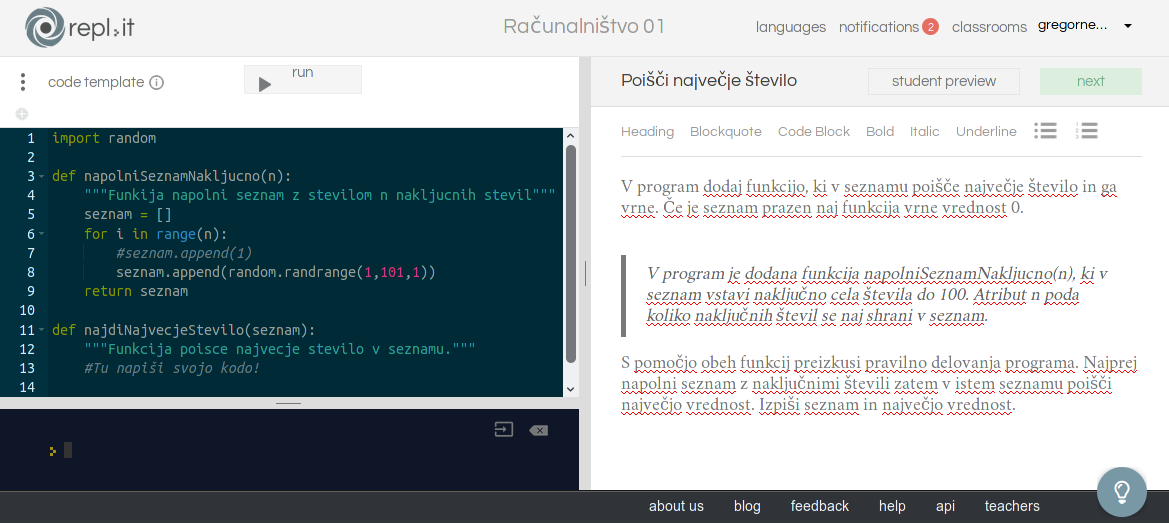 repl.it
Računalništvo 01
languages notifications 2 classrooms gregorne...
code template
run
1 import random
2
3 def napolniSeznamNakljucno(n):
4 """Funkija napolni seznam z stevilom n nakljucnih stevil"""
5 seznam = []
6 for i in range(n):
7 #seznam.append(1)
8 seznam.append(random.randrange(1,101,1))
9 return seznam
10
11 def najdiNajvecjeStevilo(seznam):
12 """Funkcija poisce najvecje stevilo v seznamu."""
13 #Tu napiši svojo kodo!
14
Poišči največje število
student preview
next
Heading Blockquote Code Block Bold Italic Underline
V program dodaj funkcijo, ki v seznamu poišče največje število in ga
vrne. Če je seznam prazen naj funkcija vrne vrednost 0.
V program je dodana funkcija napolniSeznamNakljucno(n), ki v
seznam vstavi naključno cela števila do 100. Atribut n poda
koliko naključnih števil se naj shrani v seznam.
S pomočjo obeh funkcij preizkusi pravilno delovanja programa. Najprej
napolni seznam z naključnimi števili zatem v istem seznamu poišči
največjo vrednost. Izpiši seznam in največjo vrednost.
about us blog feedback help api teachers